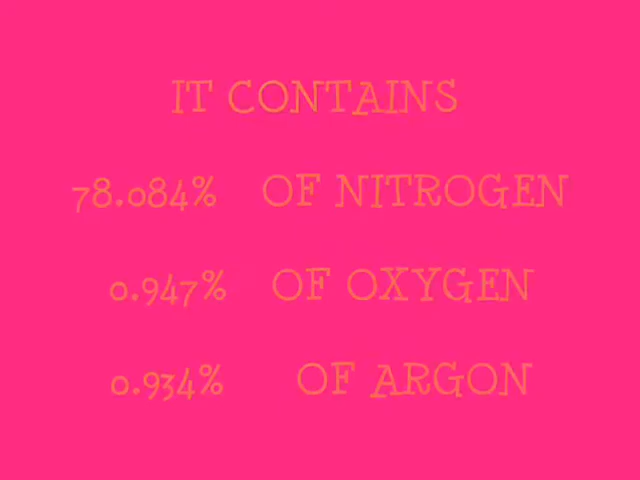 IT CONTAINS
78.084% OF NITROGEN
0.947% OF OXYGEN
0.934% OF ARGON